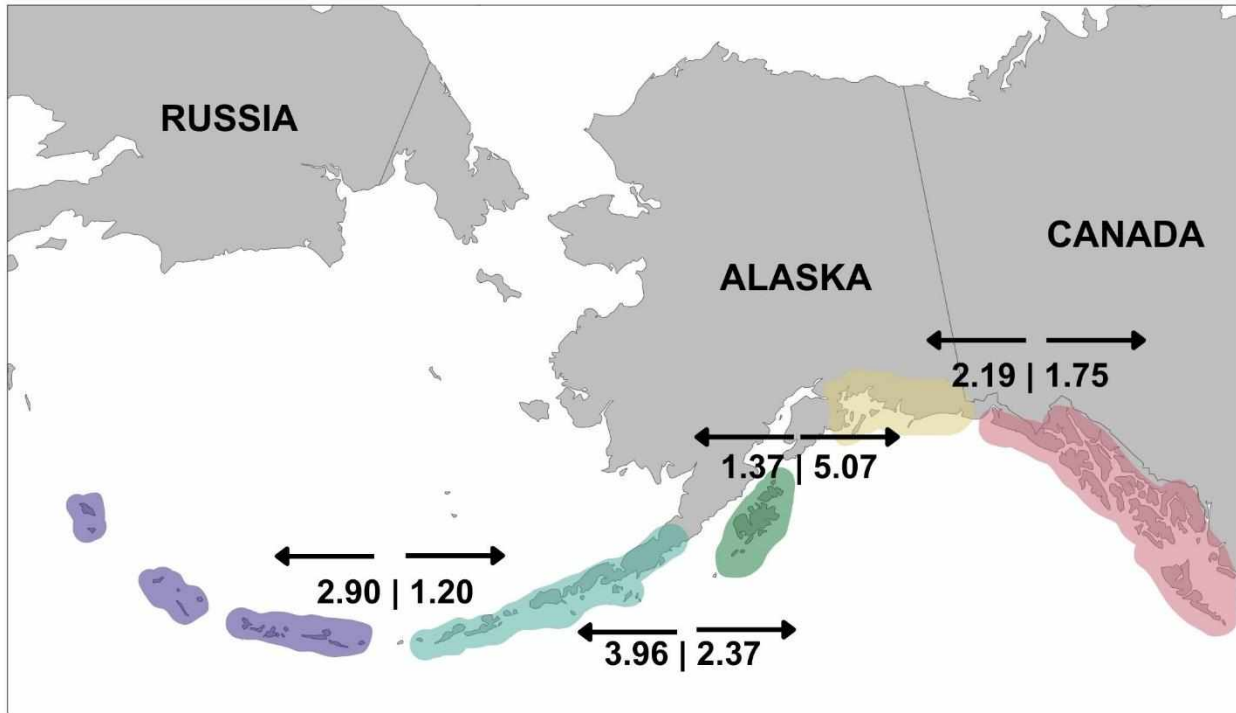 RUSSIA
CANADA
ALASKA
2.19 | 1.75
1.37 | 5.07
2.90 | 1.20
3.96 | 2.37